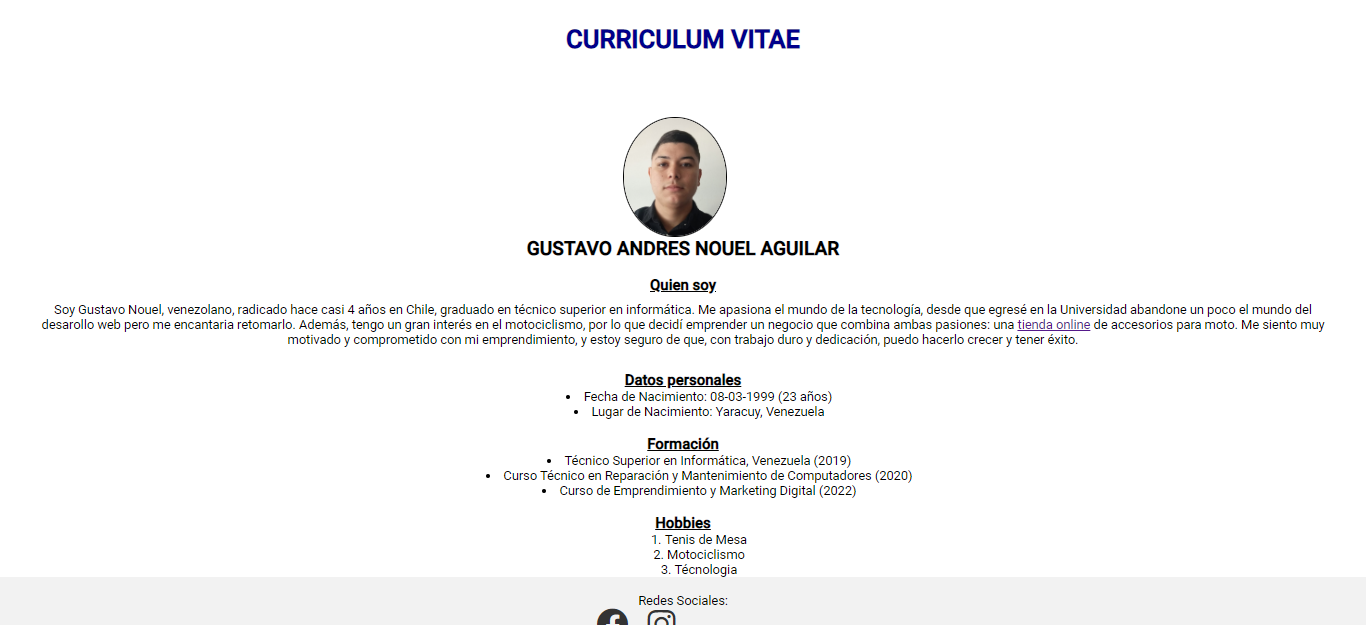 CURRICULUM VITAE
GUSTAVO ANDRES NOUEL AGUILAR
Quien soy
Soy Gustavo Nouel, venezolano, radicado hace casi 4 años en Chile, graduado en técnico superior en informática. Me apasiona el mundo de la tecnología, desde que egresé en la Universidad abandone un poco el mundo del
desarollo web pero me encantaria retomarlo. Además, tengo un gran interés en el motociclismo, por lo que decidí emprender un negocio que combina ambas pasiones: una tienda online de accesorios para moto. Me siento muy
motivado y comprometido con mi emprendimiento, y estoy seguro de que, con trabajo duro y dedicación, puedo hacerlo crecer y tener éxito.
Datos personales
• Fecha de Nacimiento: 08-03-1999 (23 años)
• Lugar de Nacimiento: Yaracuy, Venezuela
Formación
• Técnico Superior en Informática, Venezuela (2019)
• Curso Técnico en Reparación y Mantenimiento de Computadores (2020)
• Curso de Emprendimiento y Marketing Digital (2022)
Hobbies
1. Tenis de Mesa
2. Motociclismo
3. Técnologia
Redes Sociales: